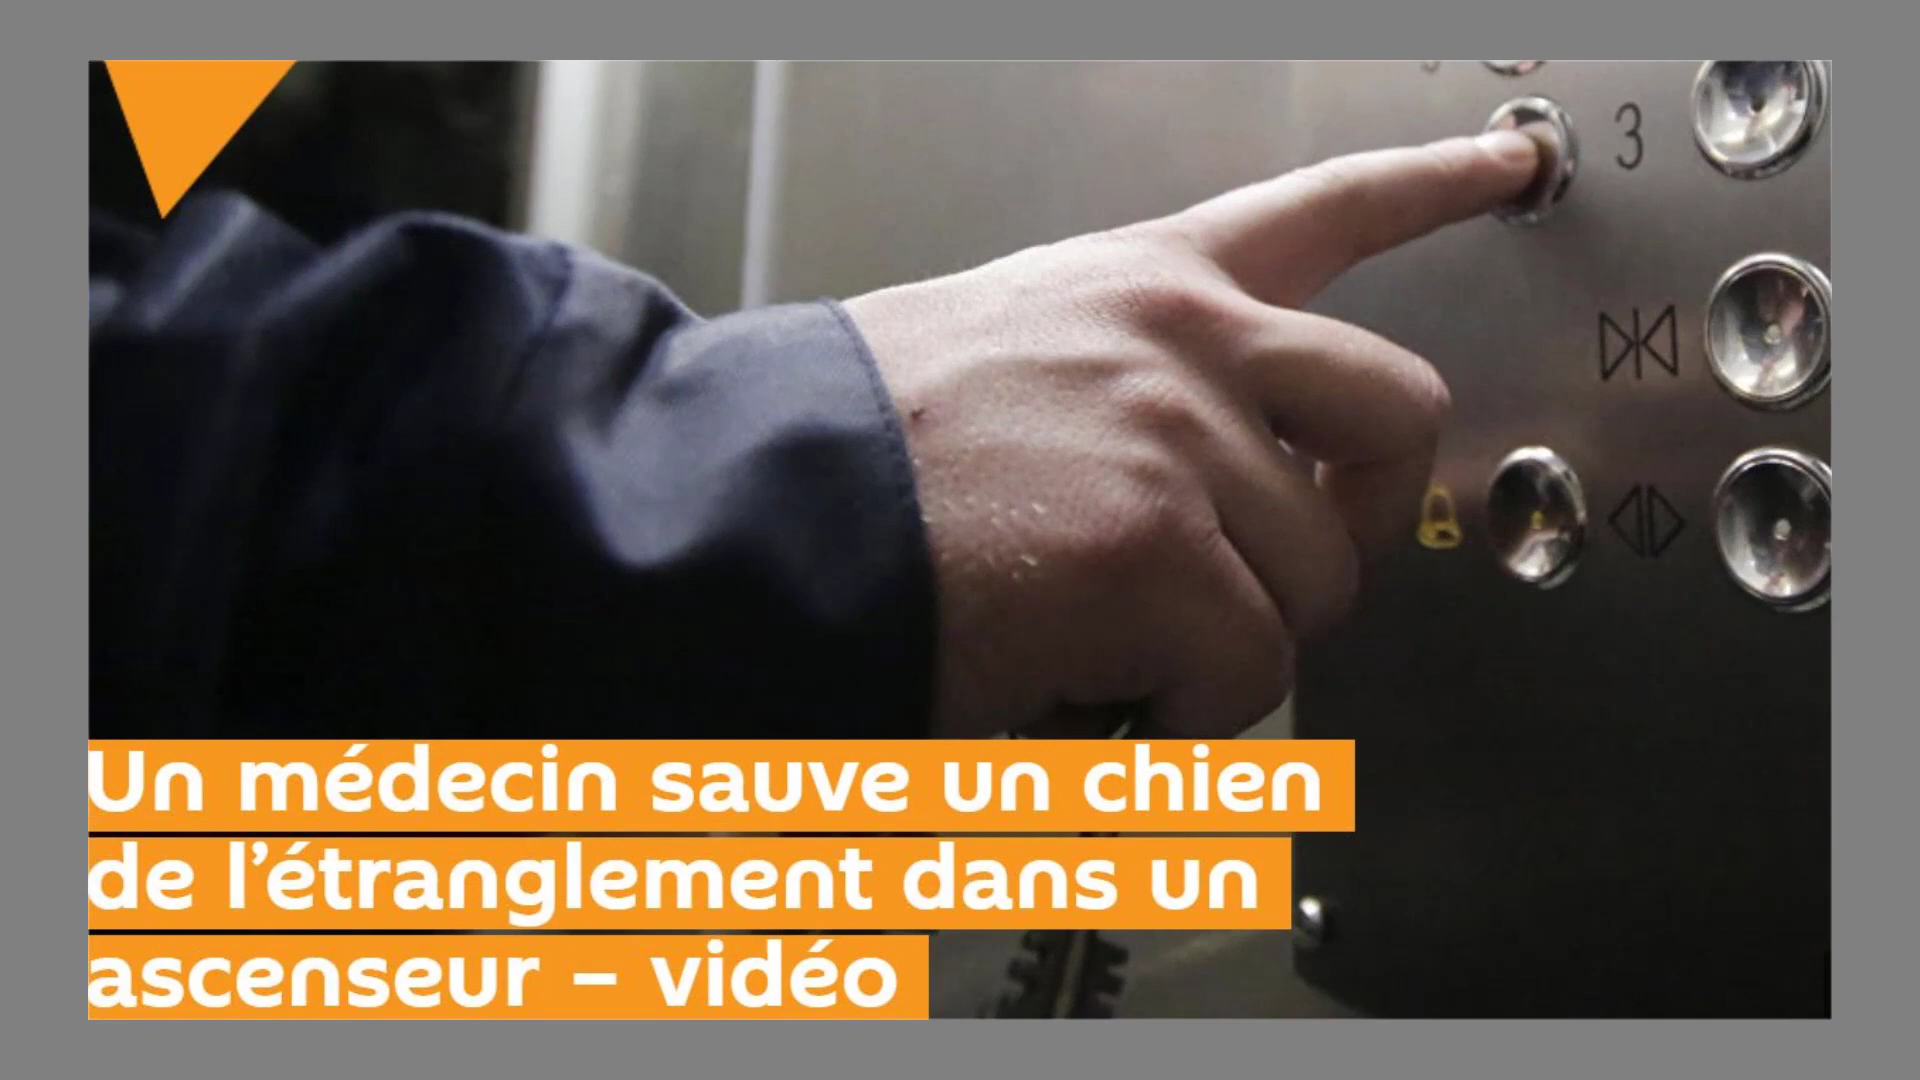 3
Un médecin sauve un chien
de l’étranglement dans un
ascenseur – vidéo